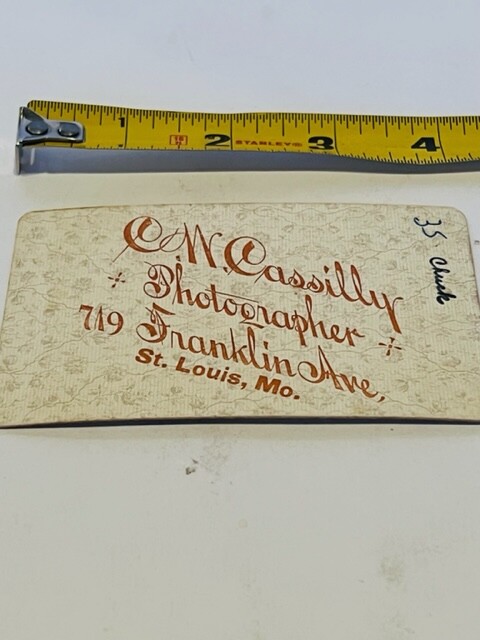 1 2 STANLEY® 3 4
C.W. Cassilly
Photographer
719 Franklin Ave,
St. Louis, Mo.
35 Chuck